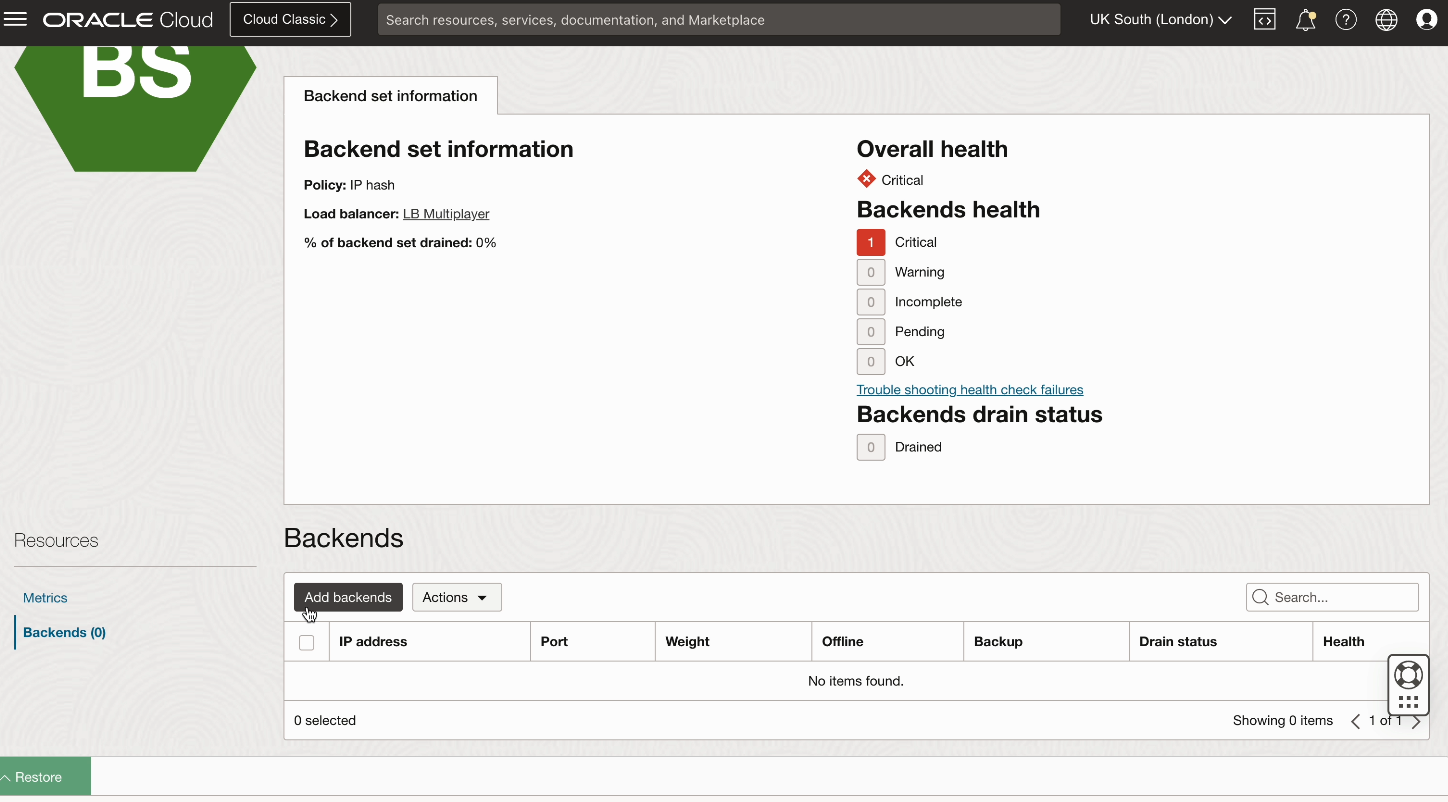 ORACLE Cloud
Cloud Classic
Search resources, services, documentation, and Marketplace
UK South (London)
BS
Backend set information
Backend set information
Policy: IP hash
Load balancer: LB Multiplayer
% of backend set drained: 0%
Overall health
Critical
Backends health
1 Critical
0 Warning
0 Incomplete
0 Pending
0 OK
Trouble shooting health check failures
Backends drain status
0 Drained
Resources
Metrics
Backends (0)
Backends
Add backends
Actions
Search...
IP address Port Weight Offline Backup Drain status Health
No items found.
0 selected
Showing 0 items
1 of 1
Restore